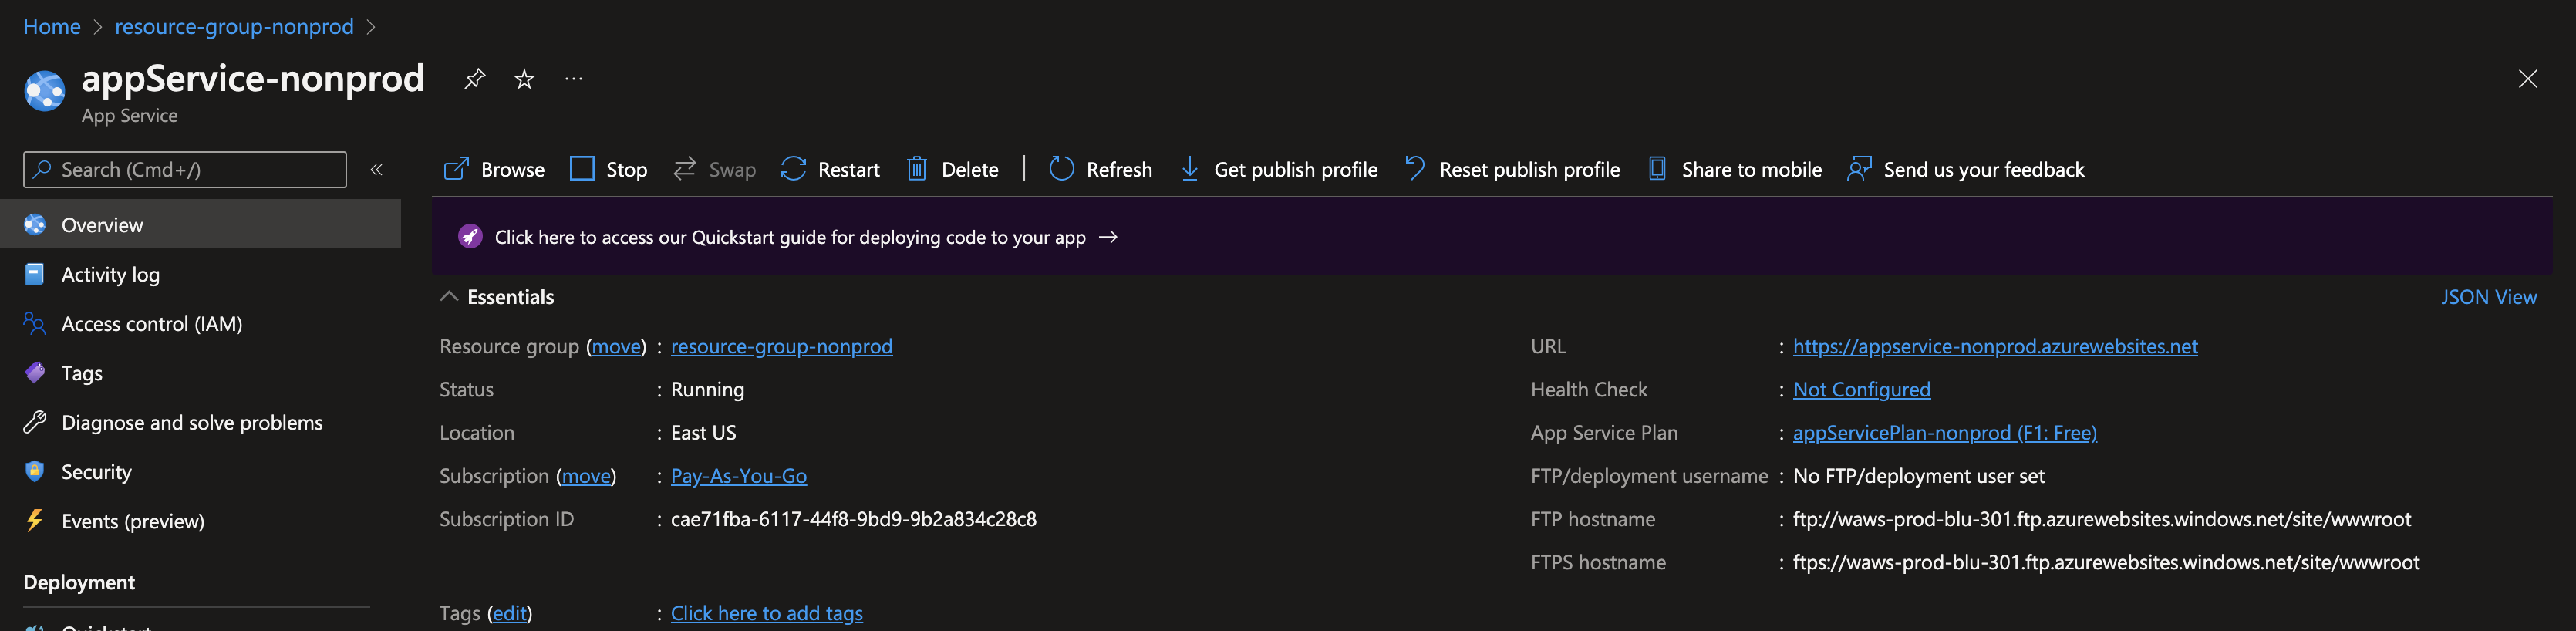 Home > resource-group-nonprod >
appService-nonprod
App Service
Search (Cmd+/)
Overview
Activity log
Access control (IAM)
Tags
Diagnose and solve problems
Security
Events (preview)
Deployment
Quickstart
Browse Stop Swap Restart Delete Refresh Get publish profile Reset publish profile Share to mobile Send us your feedback
Click here to access our Quickstart guide for deploying code to your app →
Essentials
JSON View
Resource group (move) : resource-group-nonprod
Status : Running
Location : East US
Subscription (move) : Pay-As-You-Go
Subscription ID : cae71fba-6117-44f8-9bd9-9b2a834c28c8
Tags (edit) : Click here to add tags
URL : https://appservice-nonprod.azurewebsites.net
Health Check : Not Configured
App Service Plan : appServicePlan-nonprod (F1: Free)
FTP/deployment username : No FTP/deployment user set
FTP hostname : ftp://waws-prod-blu-301.ftp.azurewebsites.windows.net/site/wwwroot
FTPS hostname : ftps://waws-prod-blu-301.ftp.azurewebsites.windows.net/site/wwwroot